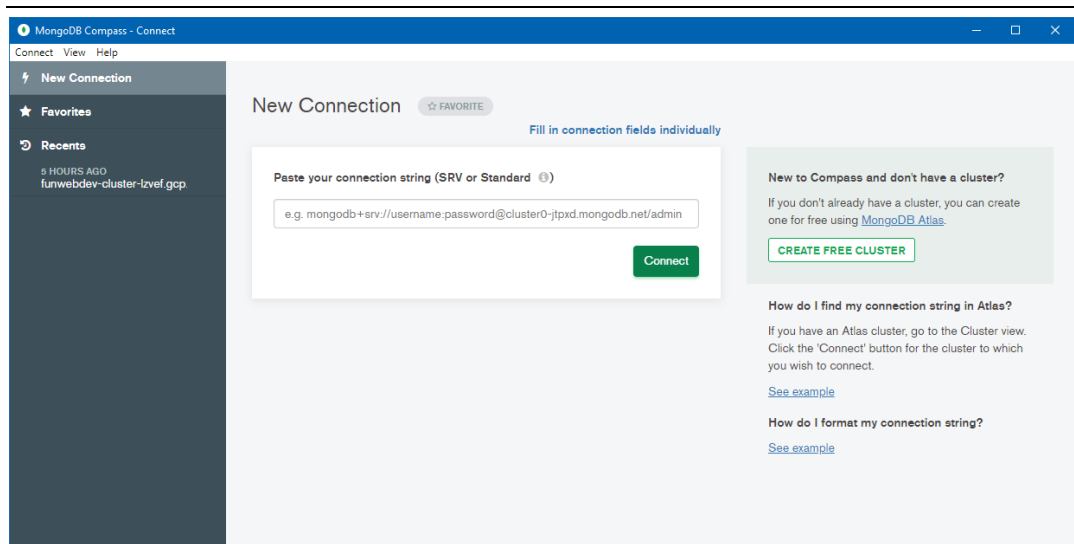 MongoDB Compass - Connect
Connect View Help
New Connection
Favorites
Recents
5 HOURS AGO
funwebdev-cluster-lzvef.gcp.
New Connection
FAVORITE
Fill in connection fields individually
Paste your connection string (SRV or Standard )
e.g. mongodb+srv://username:password@cluster0-jtpxd.mongodb.net/admin
Connect
New to Compass and don't have a cluster?
If you don't already have a cluster, you can create
one for free using MongoDB Atlas.
CREATE FREE CLUSTER
How do I find my connection string in Atlas?
If you have an Atlas cluster, go to the Cluster view.
Click the 'Connect' button for the cluster to which
you wish to connect.
See example
How do I format my connection string?
See example